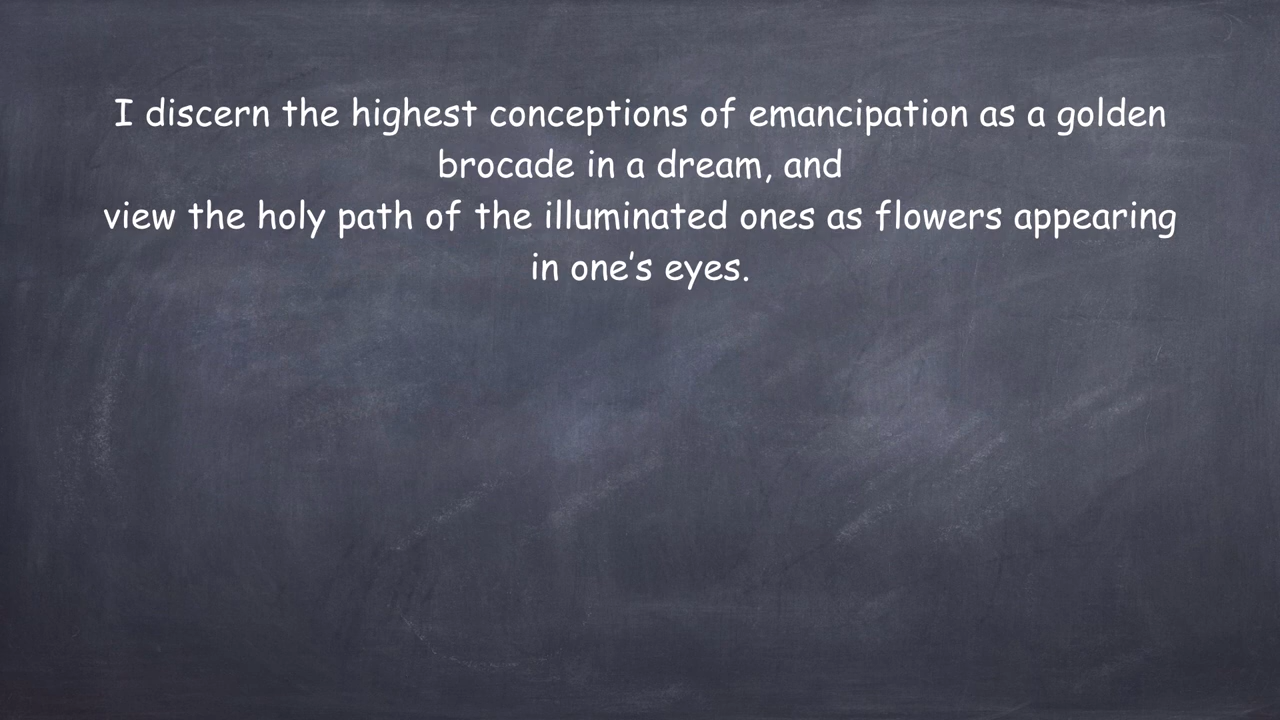 I discern the highest conceptions of emancipation as a golden
brocade in a dream, and
view the holy path of the illuminated ones as flowers appearing
in one's eyes.